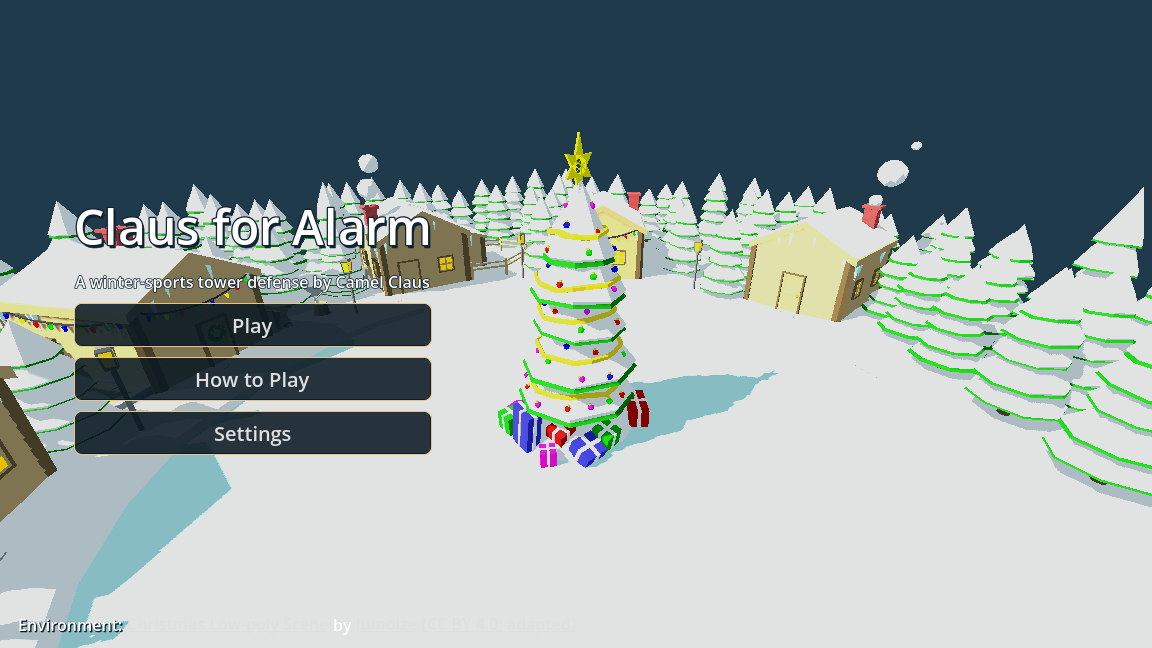 Claus for Alarm
A winter-sports tower defense by Camel Claus
Play
How to Play
Settings
Environment: by